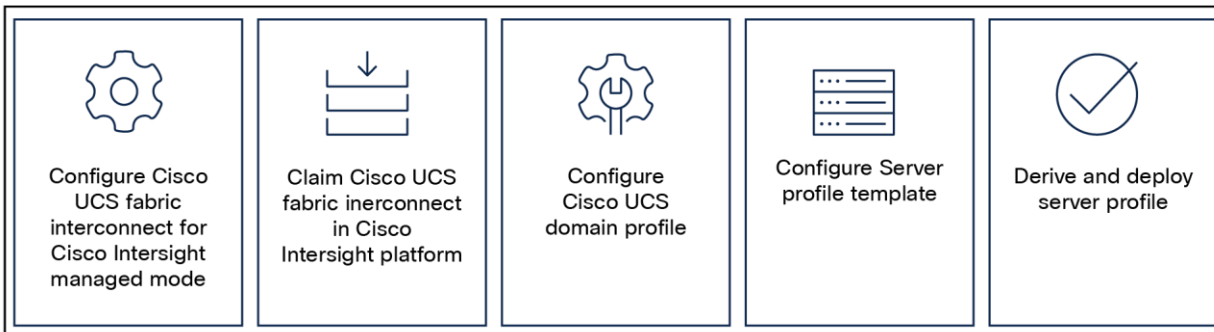 Configure Cisco
UCS fabric
interconnect for
Cisco Intersight
managed mode
Claim Cisco UCS
fabric inerconnect
in Cisco
Intersight platform
Configure
Cisco UCS
domain profile
Configure Server
profile template
Derive and deploy
server profile